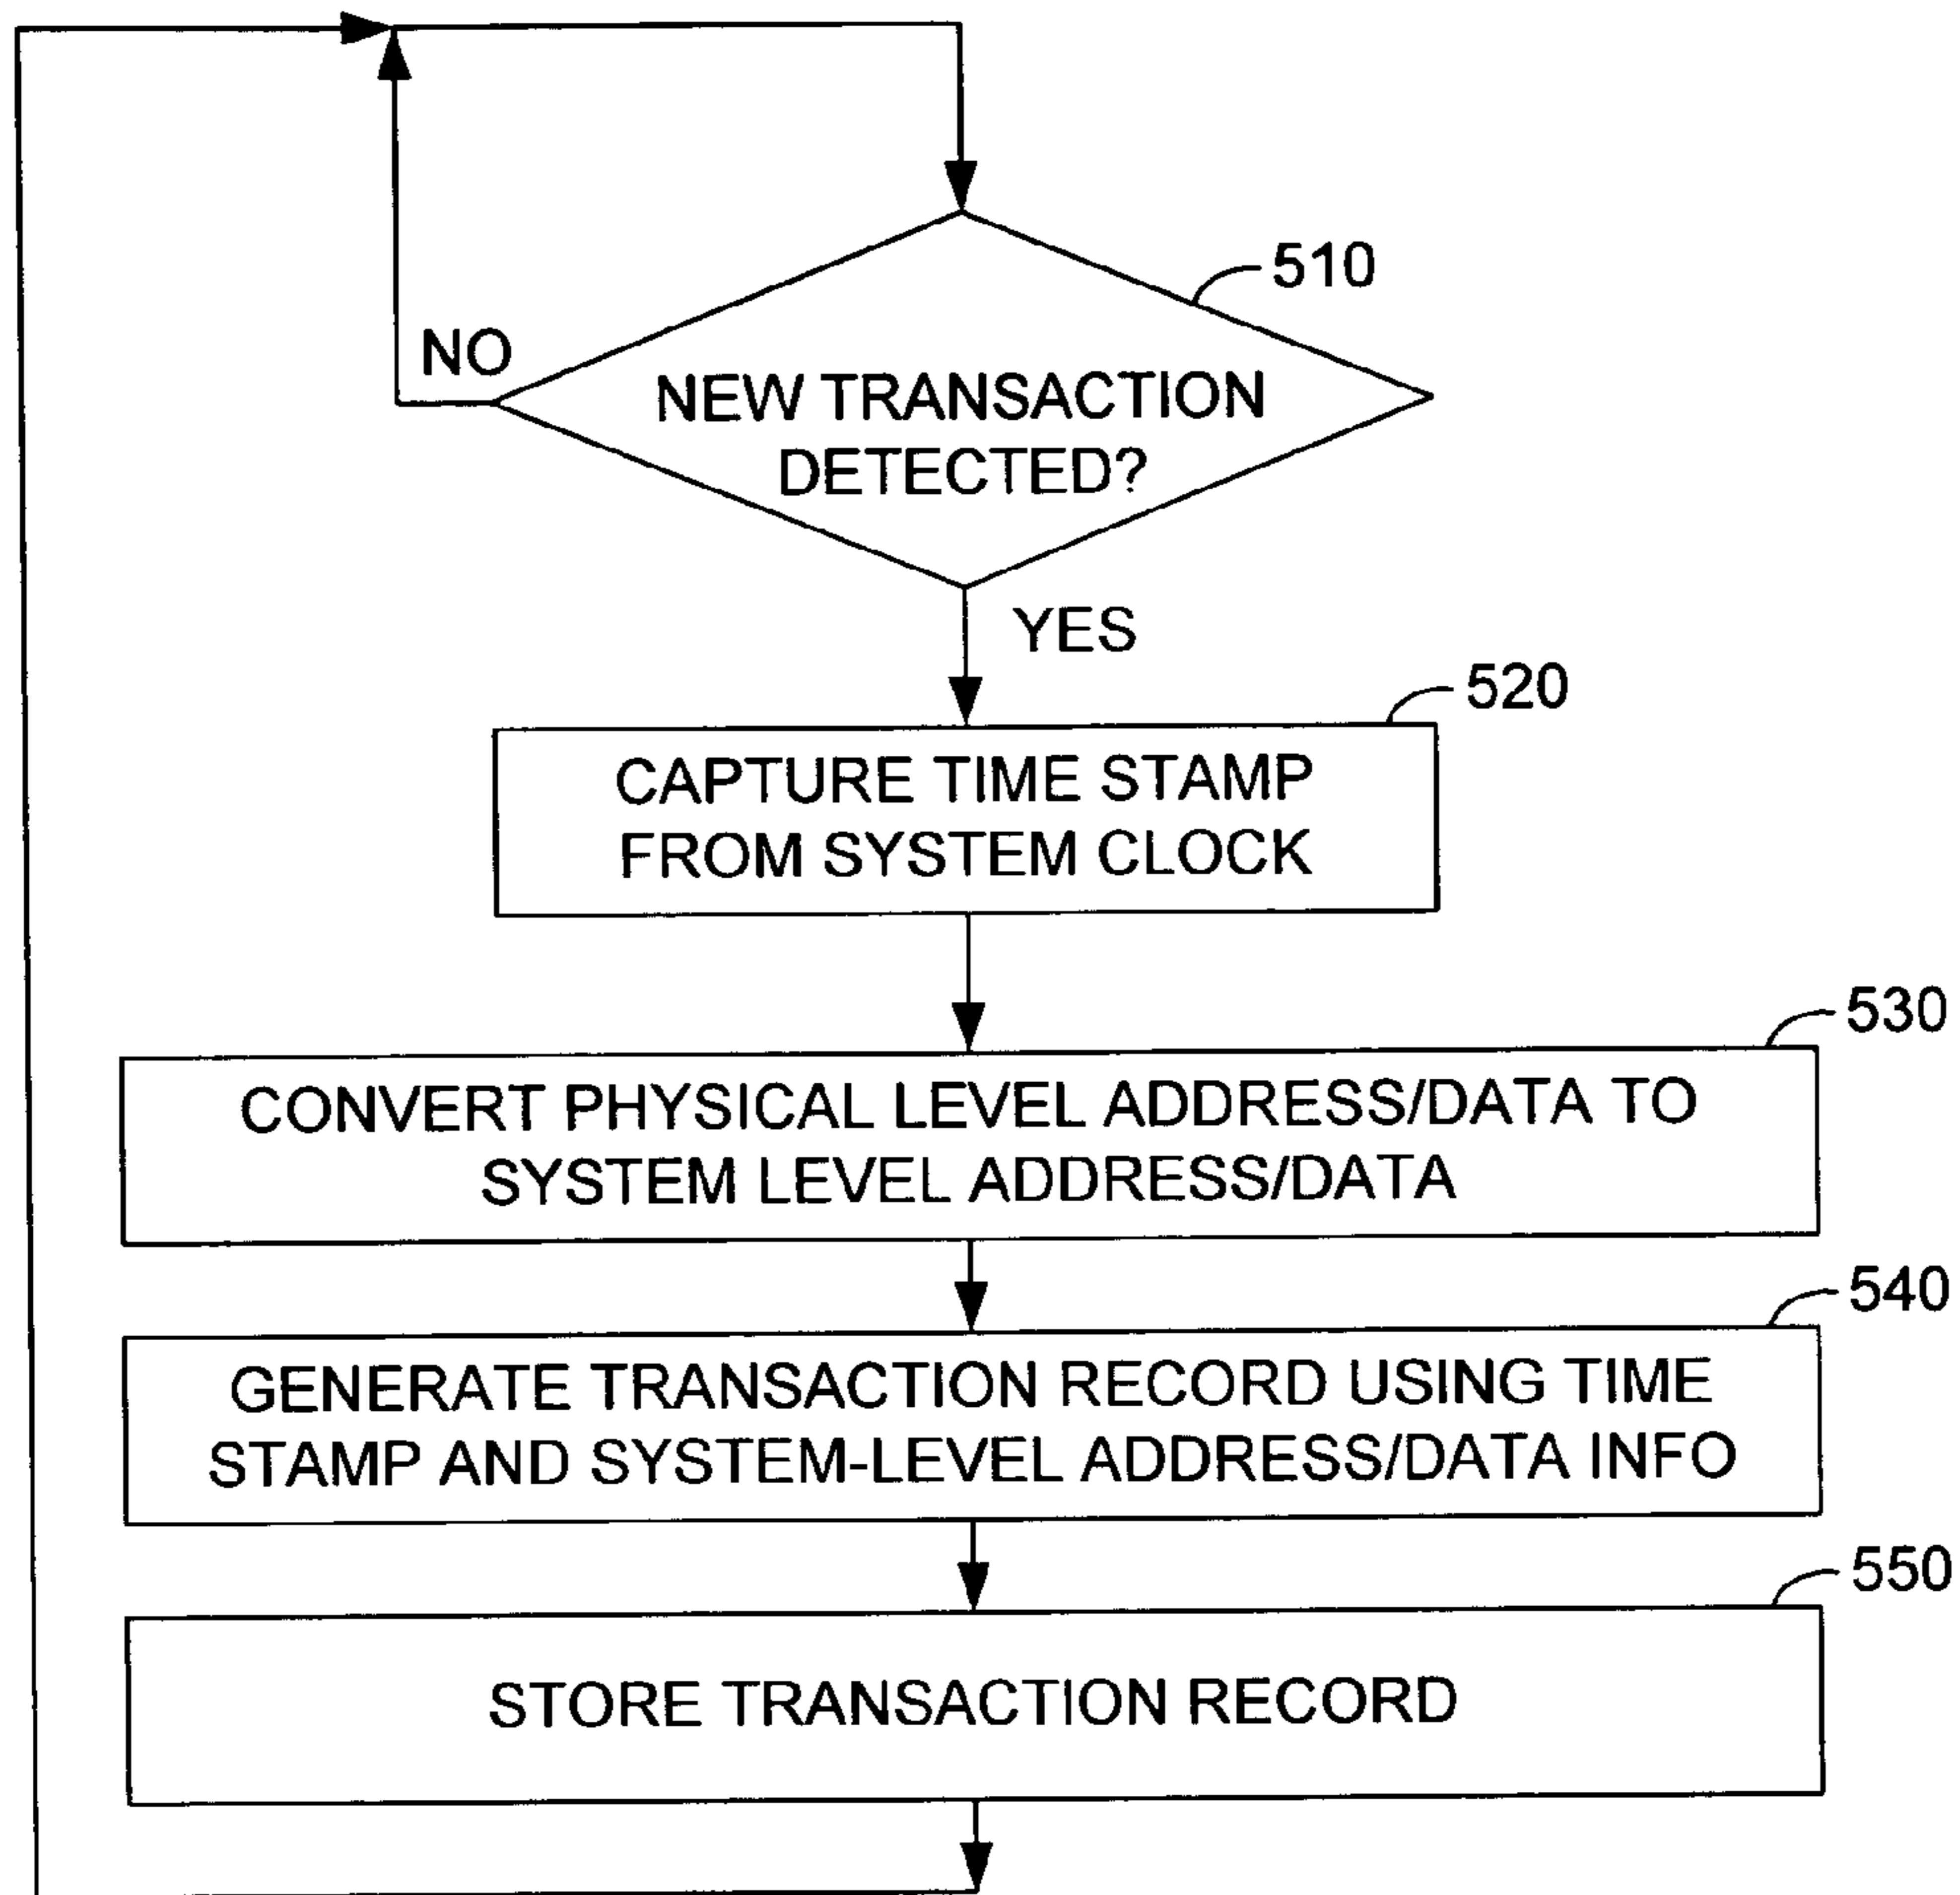 510
NO
NEW TRANSACTION
DETECTED?
YES
520
CAPTURE TIME STAMP
FROM SYSTEM CLOCK
530
CONVERT PHYSICAL LEVEL ADDRESS/DATA TO
SYSTEM LEVEL ADDRESS/DATA
540
GENERATE TRANSACTION RECORD USING TIME
STAMP AND SYSTEM-LEVEL ADDRESS/DATA INFO
550
STORE TRANSACTION RECORD